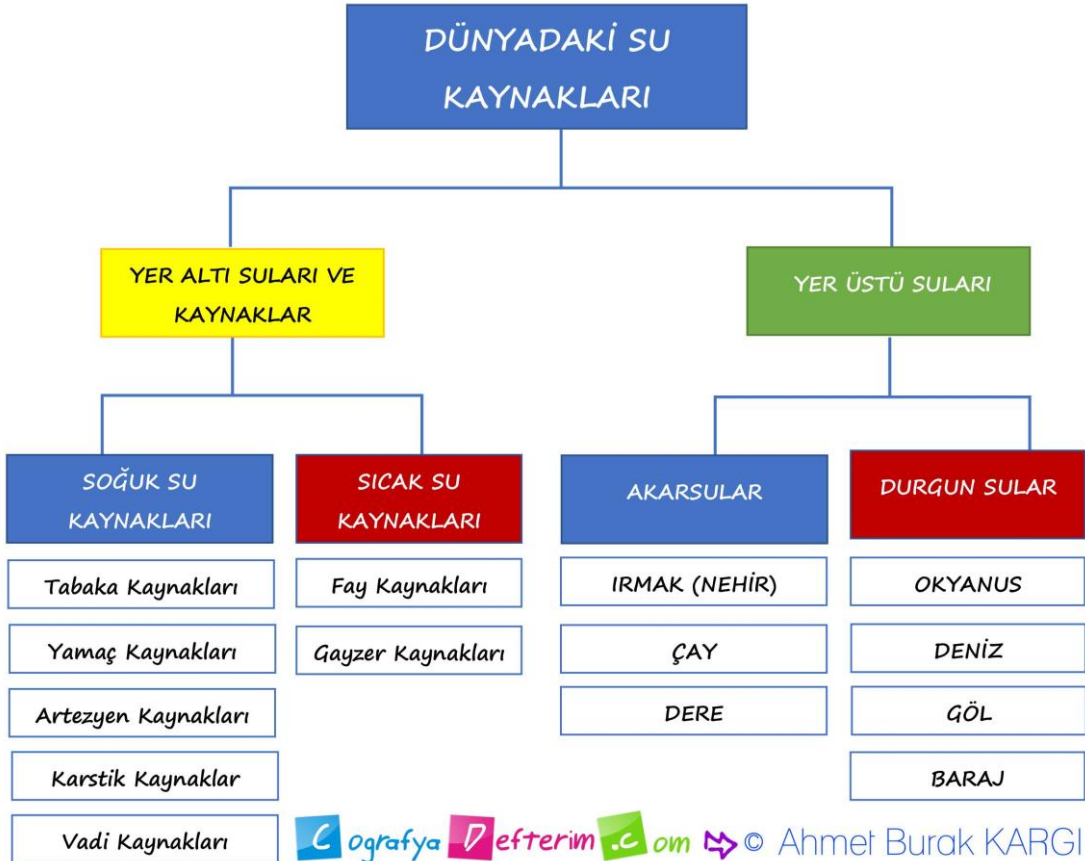 DÜNYADAKİ SU
KAYNAKLARI
YER ALTI SULARI VE
KAYNAKLAR
YER ÜSTÜ SULARI
SOĞUK SU
KAYNAKLARI
SICAK SU
KAYNAKLARI
AKARSULAR
DURGUN SULAR
Tabaka Kaynakları
Yamaç Kaynakları
Artezyen Kaynakları
Karstik Kaynaklar
Vadi Kaynakları
Fay Kaynakları
Gayzer Kaynakları
IRMAK (NEHİR)
ÇAY
DERE
OKYANUS
DENİZ
GÖL
BARAJ
Cografya Defterim .com © Ahmet Burak KARGI